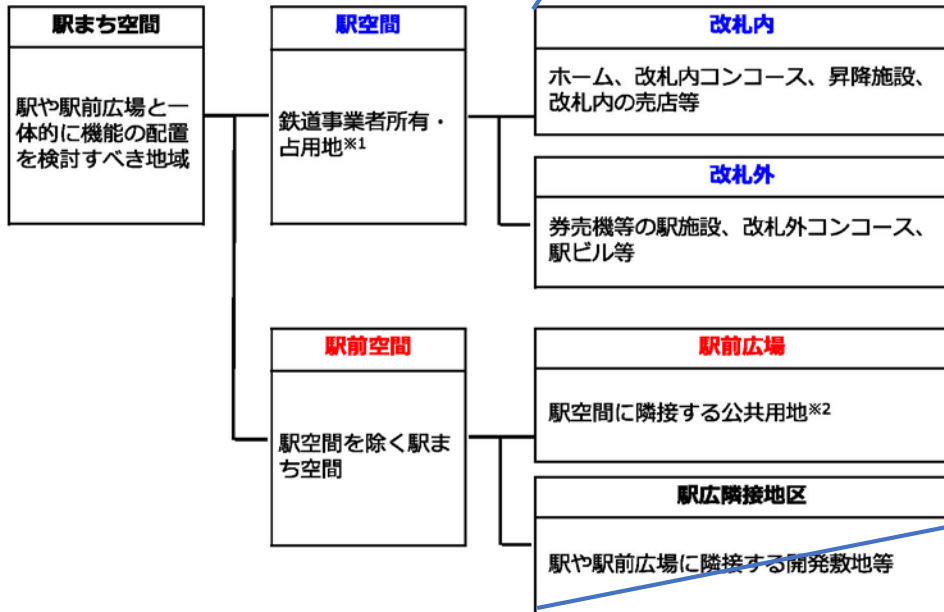 駅まち空間
駅や駅前広場と一
体的に機能の配置
を検討すべき地域
駅空間
鉄道事業者所有・
占用地※1
改札内
ホーム、改札内コンコース、昇降施設、
改札内の売店等
改札外
券売機等の駅施設、改札外コンコース、
駅ビル等
駅前空間
駅空間を除く駅ま
ち空間
駅前広場
駅空間に隣接する公共用地※2
駅広隣接地区
駅や駅前広場に隣接する開発敷地等